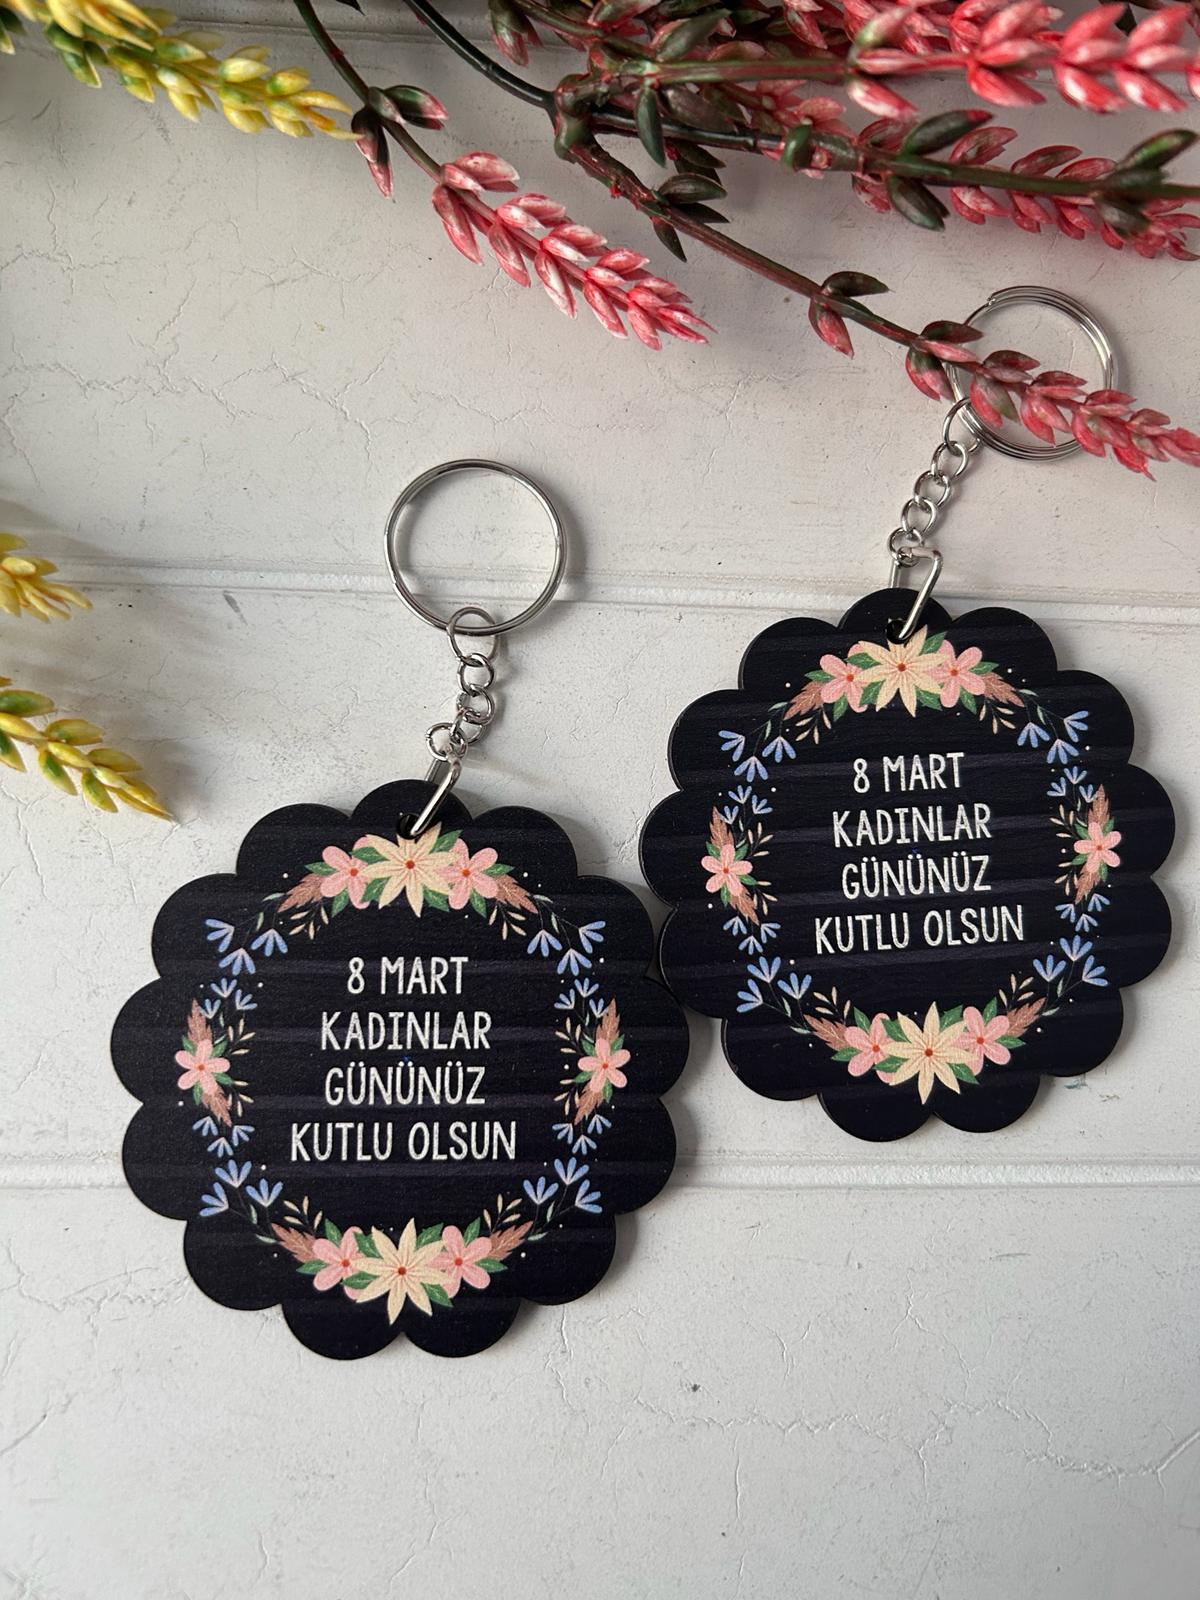 8 MART
KADINLAR
GÜNÜNÜZ
KUTLU OLSUN
8 MART
KADINLAR
GÜNÜNÜZ
KUTLU OLSUN